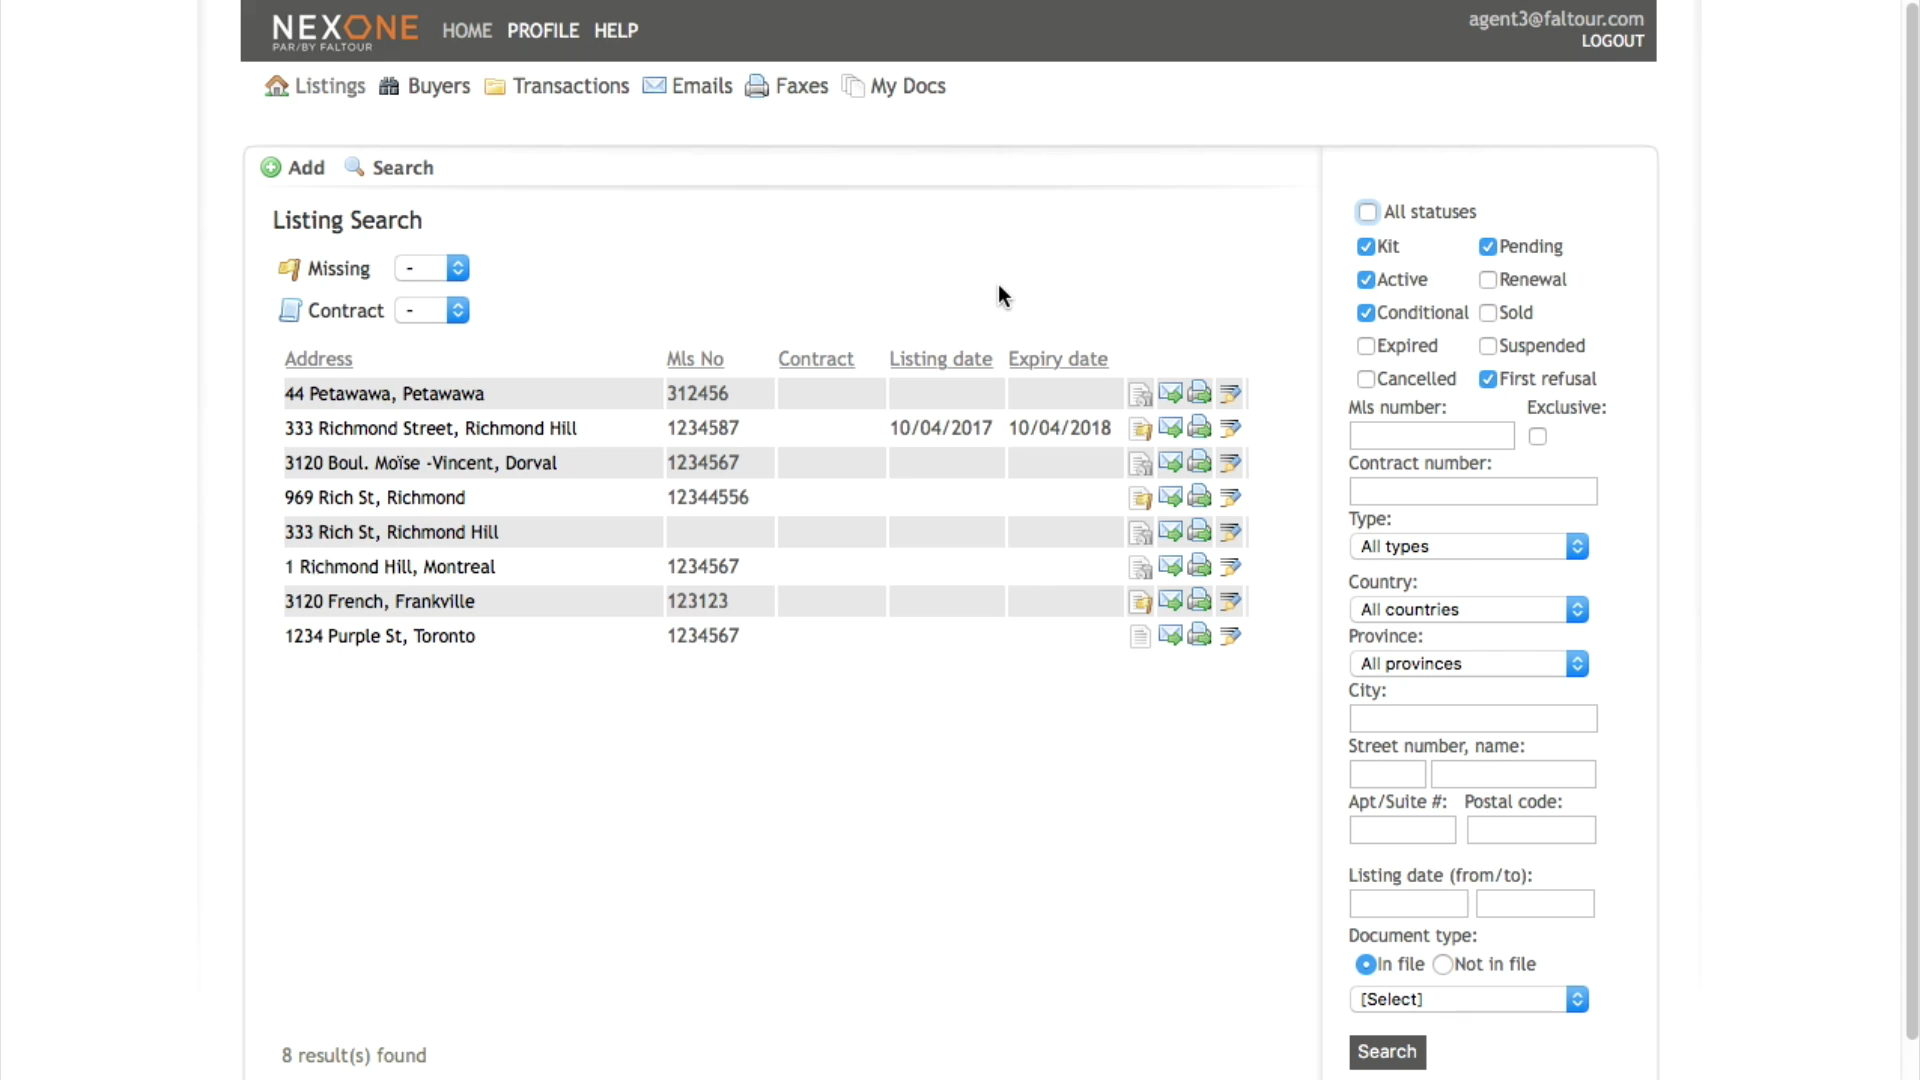 NEXONE
PAR/BY FALTOUR
HOME PROFILE HELP
agent3@faltour.com
LOGOUT
Listings Buyers Transactions Emails Faxes My Docs
Add Search
Listing Search
Missing -
Contract -
Address Mls No Contract Listing date Expiry date
44 Petawawa, Petawawa 312456
333 Richmond Street, Richmond Hill 1234587 10/04/2017 10/04/2018
3120 Boul. Moïse -Vincent, Dorval 1234567
969 Rich St, Richmond 12344556
333 Rich St, Richmond Hill
1 Richmond Hill, Montreal 1234567
3120 French, Frankville 123123
1234 Purple St, Toronto 1234567
8 result(s) found
All statuses
Kit Pending
Active Renewal
Conditional Sold
Expired Suspended
Cancelled First refusal
Mls number: Exclusive:
Contract number:
Type:
All types
Country:
All countries
Province:
All provinces
City:
Street number, name:
Apt/Suite #: Postal code:
Listing date (from/to):
Document type:
In file Not in file
[Select]
Search